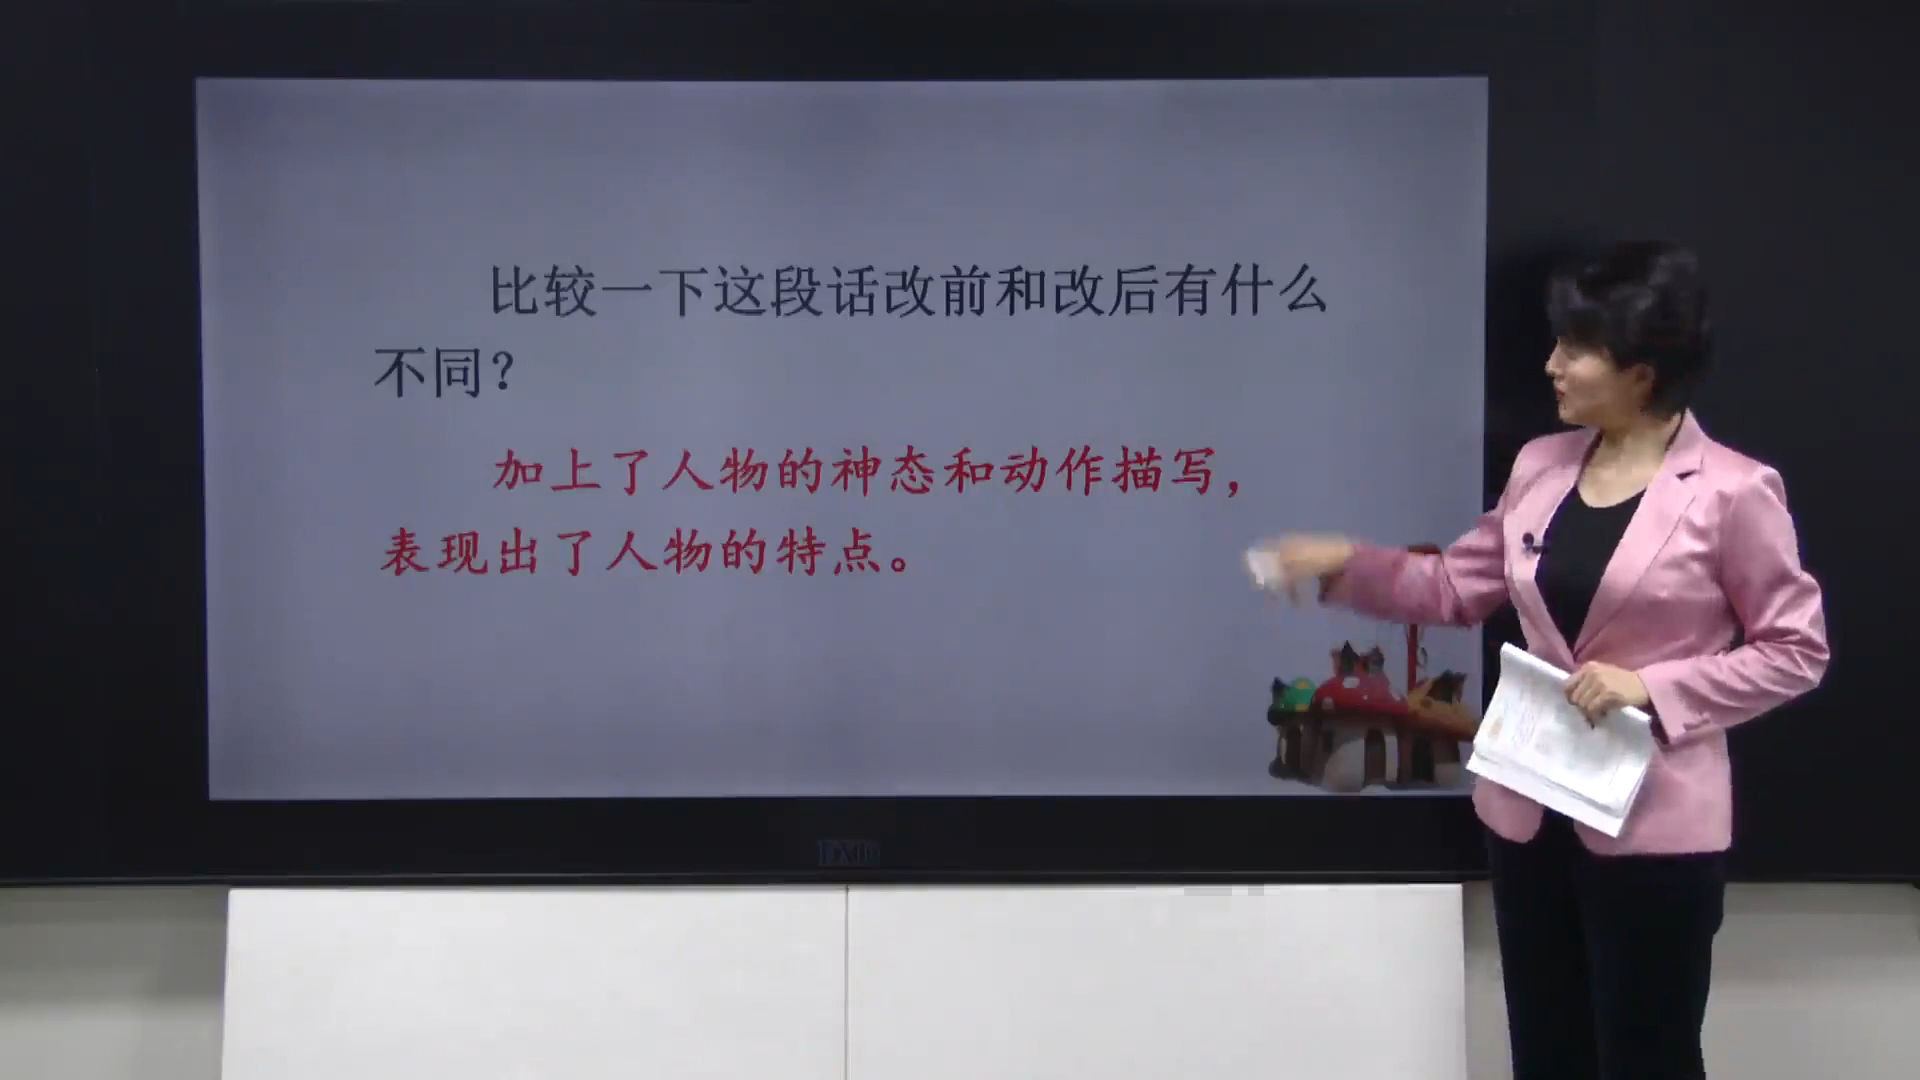 比较一下这段话改前和改后有什么
不同？
加上了人物的神态和动作描写，
表现出了人物的特点。